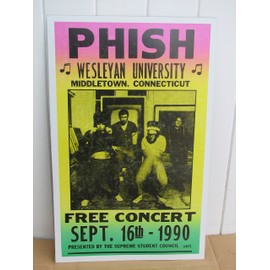 PHISH
WESLEYAN UNIVERSITY
MIDDLETOWN, CONNECTICUT
FREE CONCERT
SEPT. 16th - 1990
PRESENTED BY THE SUPREME STUDENT COUNCIL